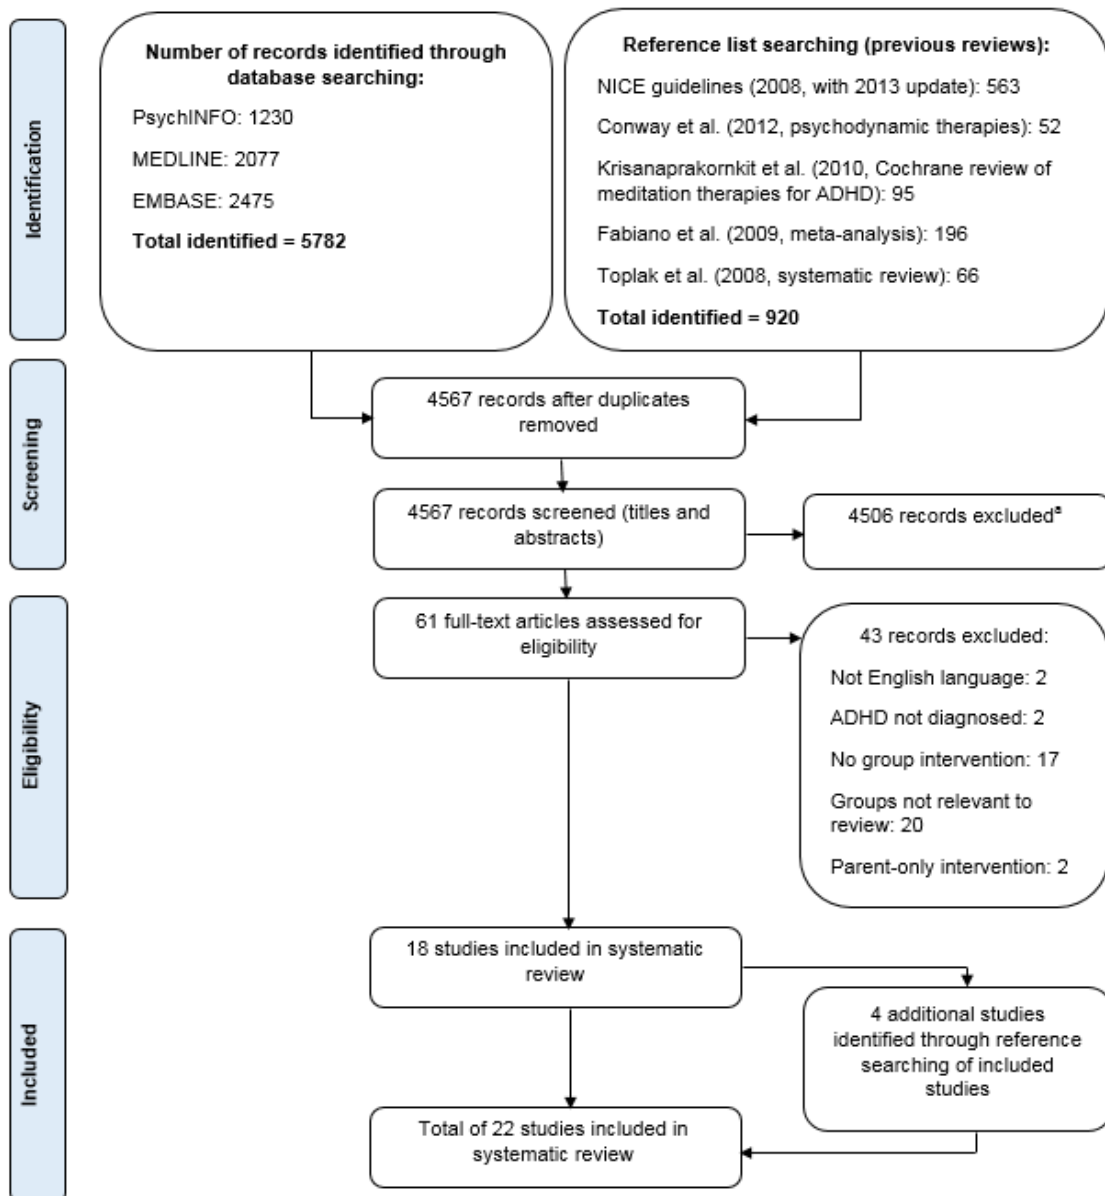 Identification
Number of records identified through
database searching:
PsychINFO: 1230
MEDLINE: 2077
EMBASE: 2475
Total identified = 5782
Reference list searching (previous reviews):
NICE guidelines (2008, with 2013 update): 563
Conway et al. (2012, psychodynamic therapies): 52
Krisanaprakornkit et al. (2010, Cochrane review of
meditation therapies for ADHD): 95
Fabiano et al. (2009, meta-analysis): 196
Toplak et al. (2008, systematic review): 66
Total identified = 920
Screening
4567 records after duplicates
removed
4567 records screened (titles and
abstracts)
4506 records excludedᵃ
Eligibility
61 full-text articles assessed for
eligibility
43 records excluded:
Not English language: 2
ADHD not diagnosed: 2
No group intervention: 17
Groups not relevant to
review: 20
Parent-only intervention: 2
Included
18 studies included in systematic
review
4 additional studies
identified through reference
searching of included
studies
Total of 22 studies included in
systematic review